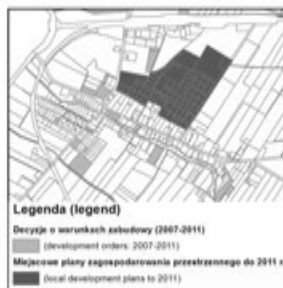 Legenda (legend)
Decyzje o warunkach zabudowy (2007-2011)
(development orders: 2007-2011)
Miejscowe plany zagospodarowania przestrzennego do 2011 r
(local development plans to 2011)